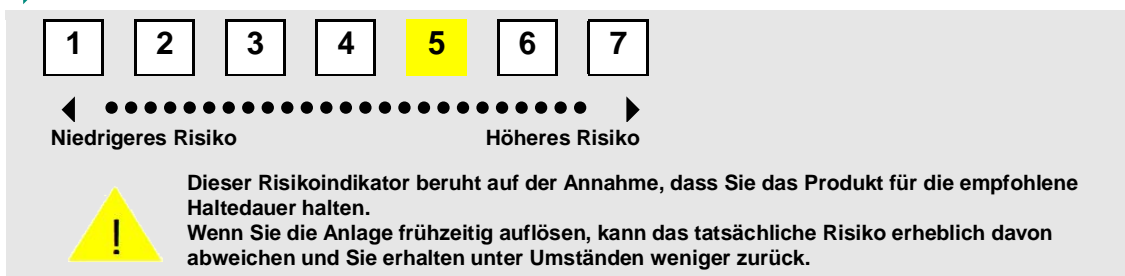 1 2 3 4 5 6 7
Niedrigeres Risiko Höheres Risiko
Dieser Risikoindikator beruht auf der Annahme, dass Sie das Produkt für die empfohlene
Haltedauer halten.
! Wenn Sie die Anlage frühzeitig auflösen, kann das tatsächliche Risiko erheblich davon
abweichen und Sie erhalten unter Umständen weniger zurück.